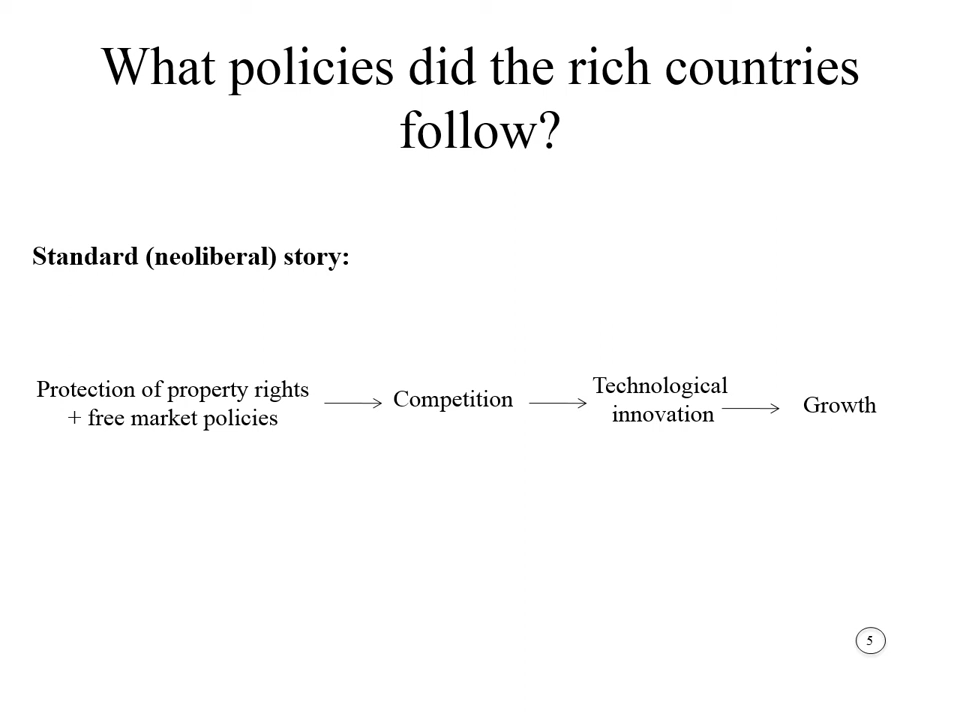 What policies did the rich countries
follow?
Standard (neoliberal) story:
Protection of property rights
+ free market policies
Competition
Technological
innovation
Growth
5